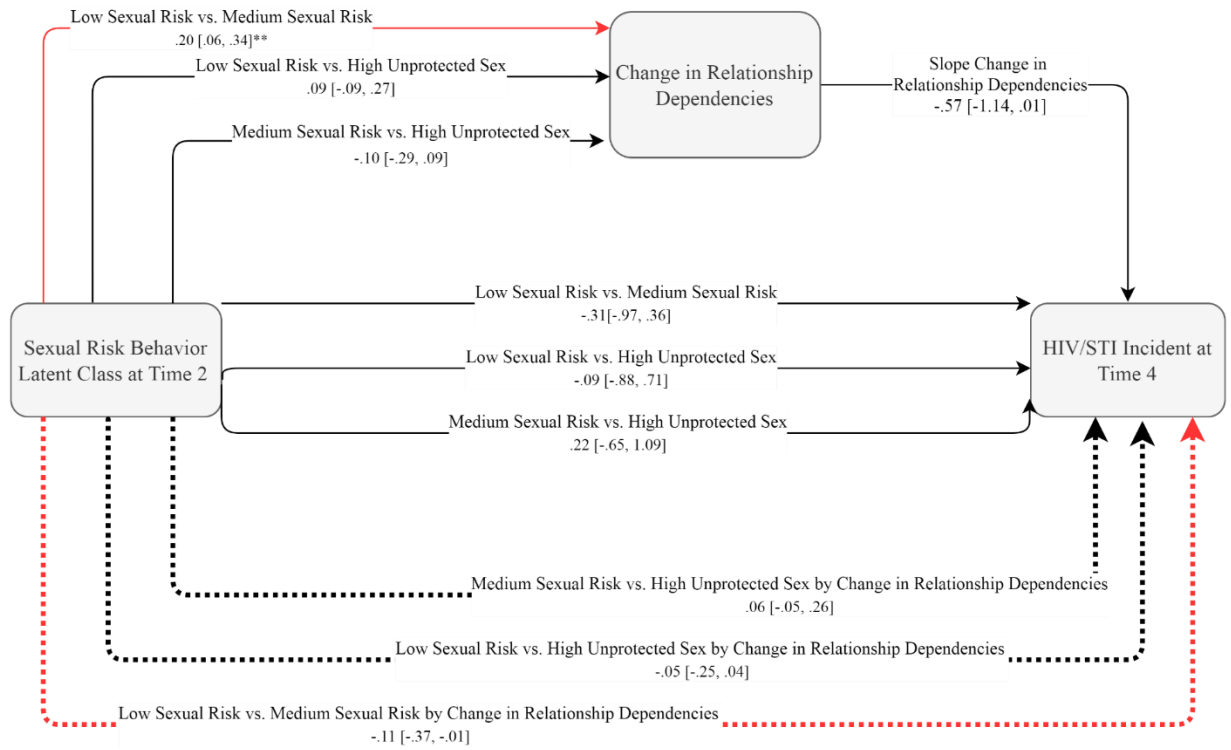 Low Sexual Risk vs. Medium Sexual Risk
.20 [.06, .34]**
Low Sexual Risk vs. High Unprotected Sex
.09 [-.09, .27]
Medium Sexual Risk vs. High Unprotected Sex
-.10 [-.29, .09]
Change in Relationship
Dependencies
Slope Change in
Relationship Dependencies
-.57 [-1.14, .01]
Sexual Risk Behavior
Latent Class at Time 2
Low Sexual Risk vs. Medium Sexual Risk
-.31[-.97, .36]
Low Sexual Risk vs. High Unprotected Sex
-.09 [-.88, .71]
Medium Sexual Risk vs. High Unprotected Sex
.22 [-.65, 1.09]
HIV/STI Incident at
Time 4
Medium Sexual Risk vs. High Unprotected Sex by Change in Relationship Dependencies
.06 [-.05, .26]
Low Sexual Risk vs. High Unprotected Sex by Change in Relationship Dependencies
-.05 [-.25, .04]
Low Sexual Risk vs. Medium Sexual Risk by Change in Relationship Dependencies
-.11 [-.37, -.01]